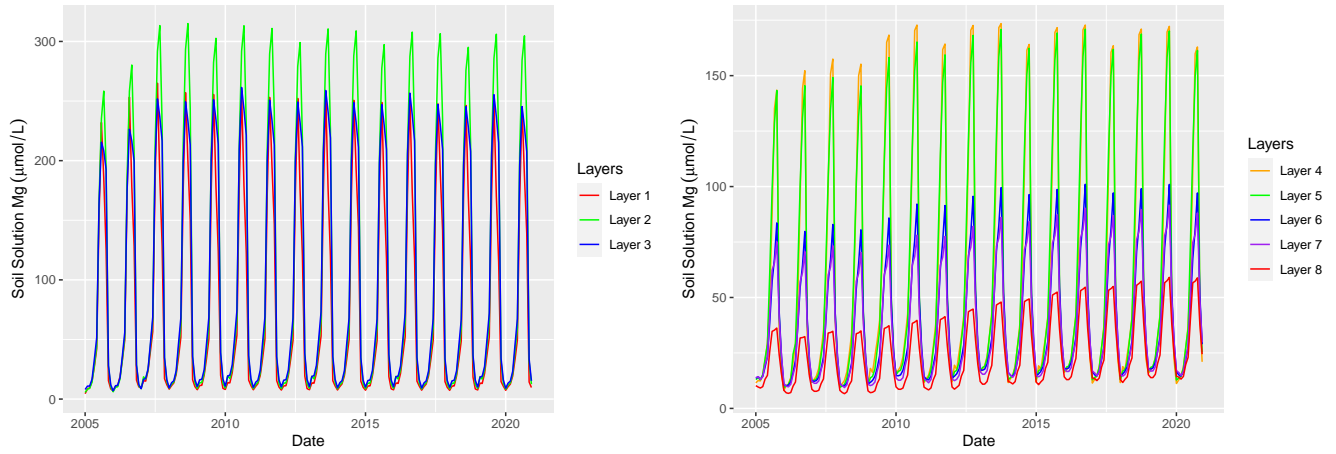 300
200
100
0
Soil Solution Mg (μmol/L)
2005
2010
2015
2020
Date
Layers
Layer 1
Layer 2
Layer 3
150
100
50
0
Soil Solution Mg (μmol/L)
2005
2010
2015
2020
Date
Layers
Layer 4
Layer 5
Layer 6
Layer 7
Layer 8